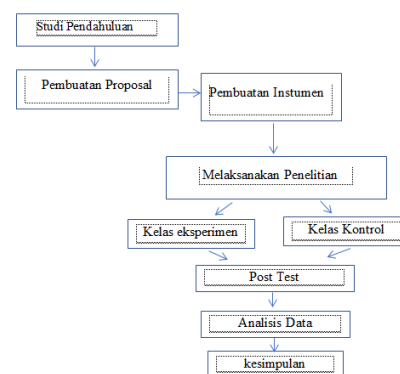 Studi Pendahuluan
Pembuatan Proposal
Pembuatan Instumen
Melaksanakan Penelitian
Kelas eksperimen
Kelas Kontrol
Post Test
Analisis Data
kesimpulan